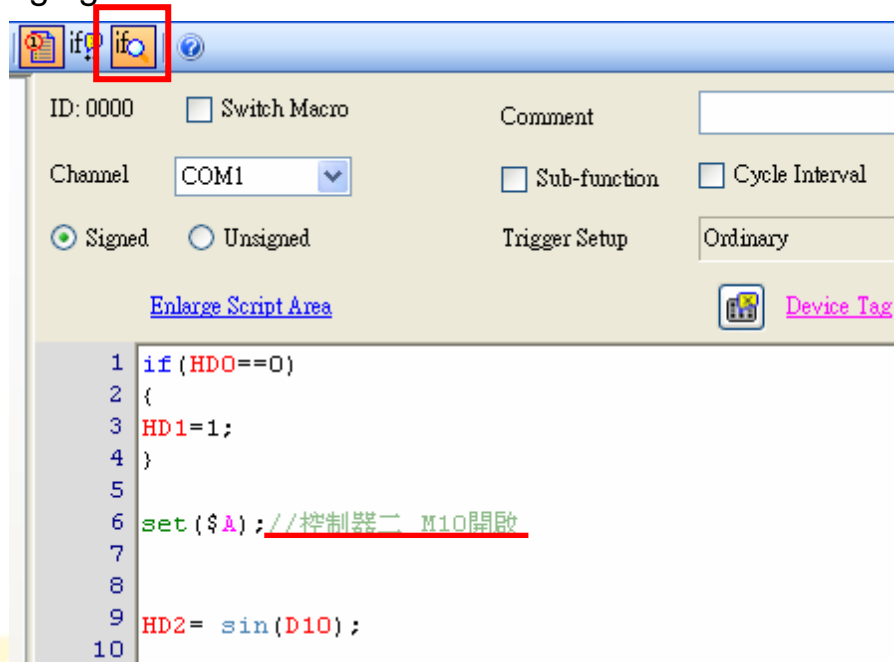 if if
ID: 0000 Switch Macro Comment
Channel COM1 Sub-function Cycle Interval
Signed Unsigned Trigger Setup Ordinary
Enlarge Script Area Device Tag
1 if(HD0==0)
2 {
3 HD1=1;
4 }
5
6 set($A);//控制器二 M10開啟
7
8
9 HD2= sin(D10);
10